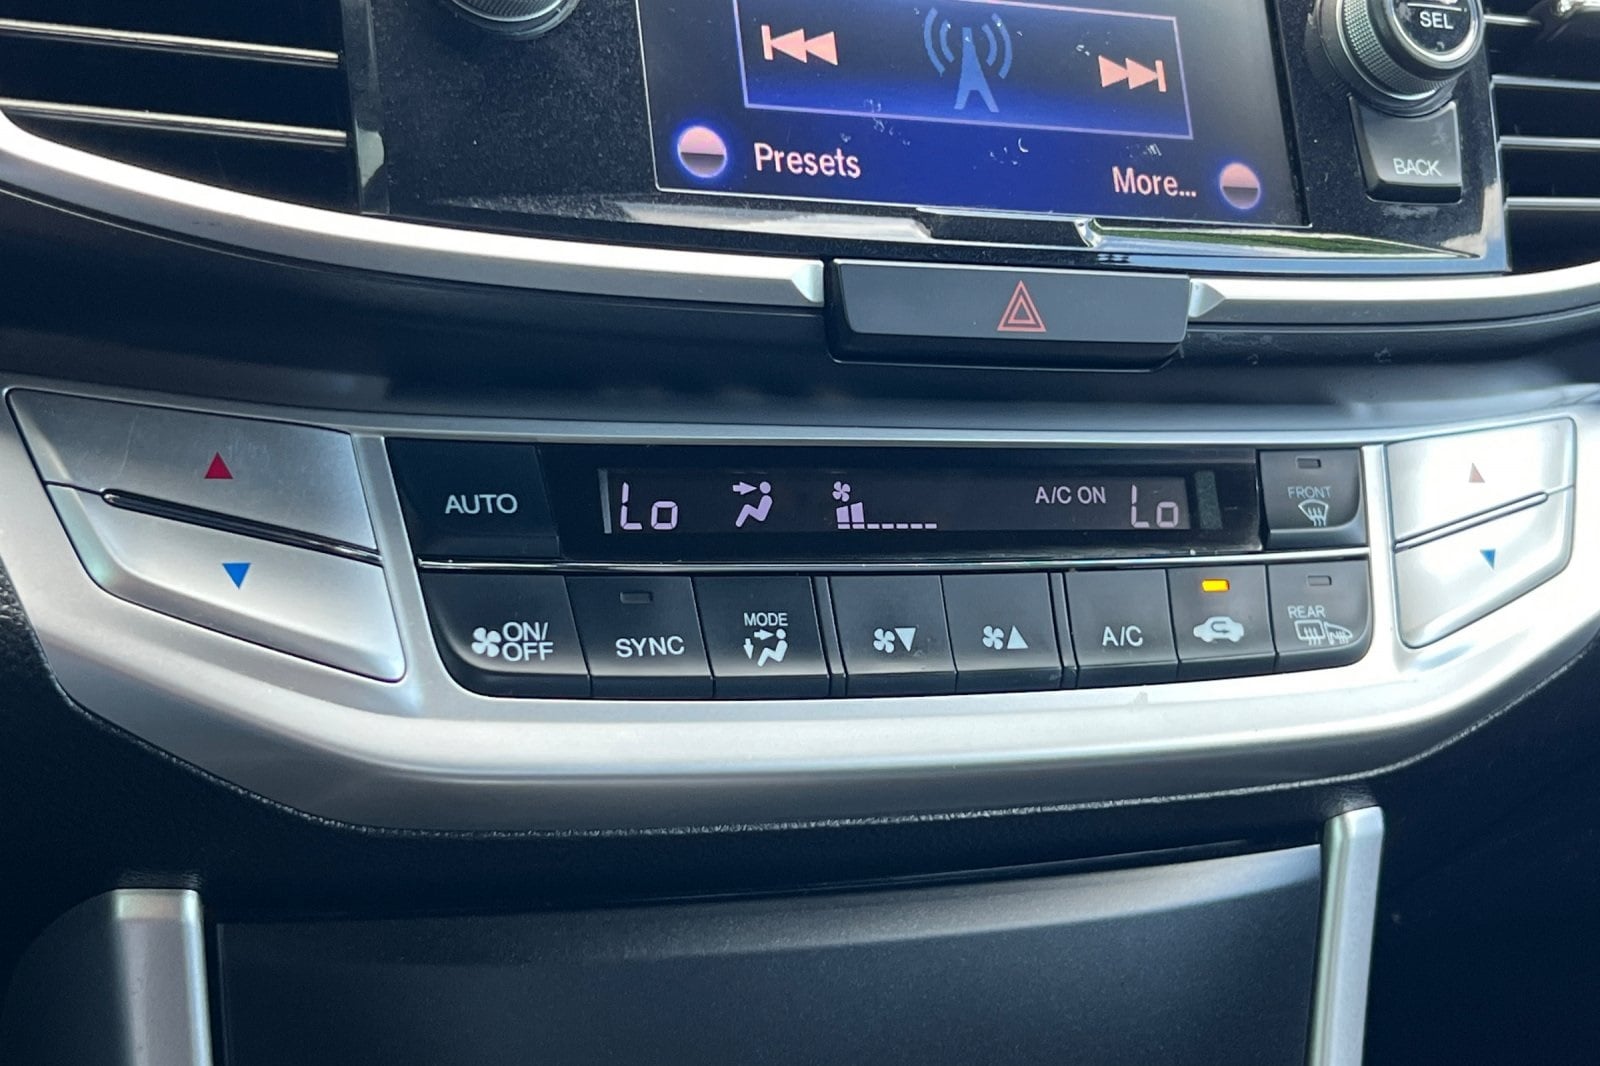 SEL
BACK
Presets
More...
AUTO
Lo
A/C ON
Lo
FRONT
ON/
OFF
SYNC
MODE
A/C
REAR